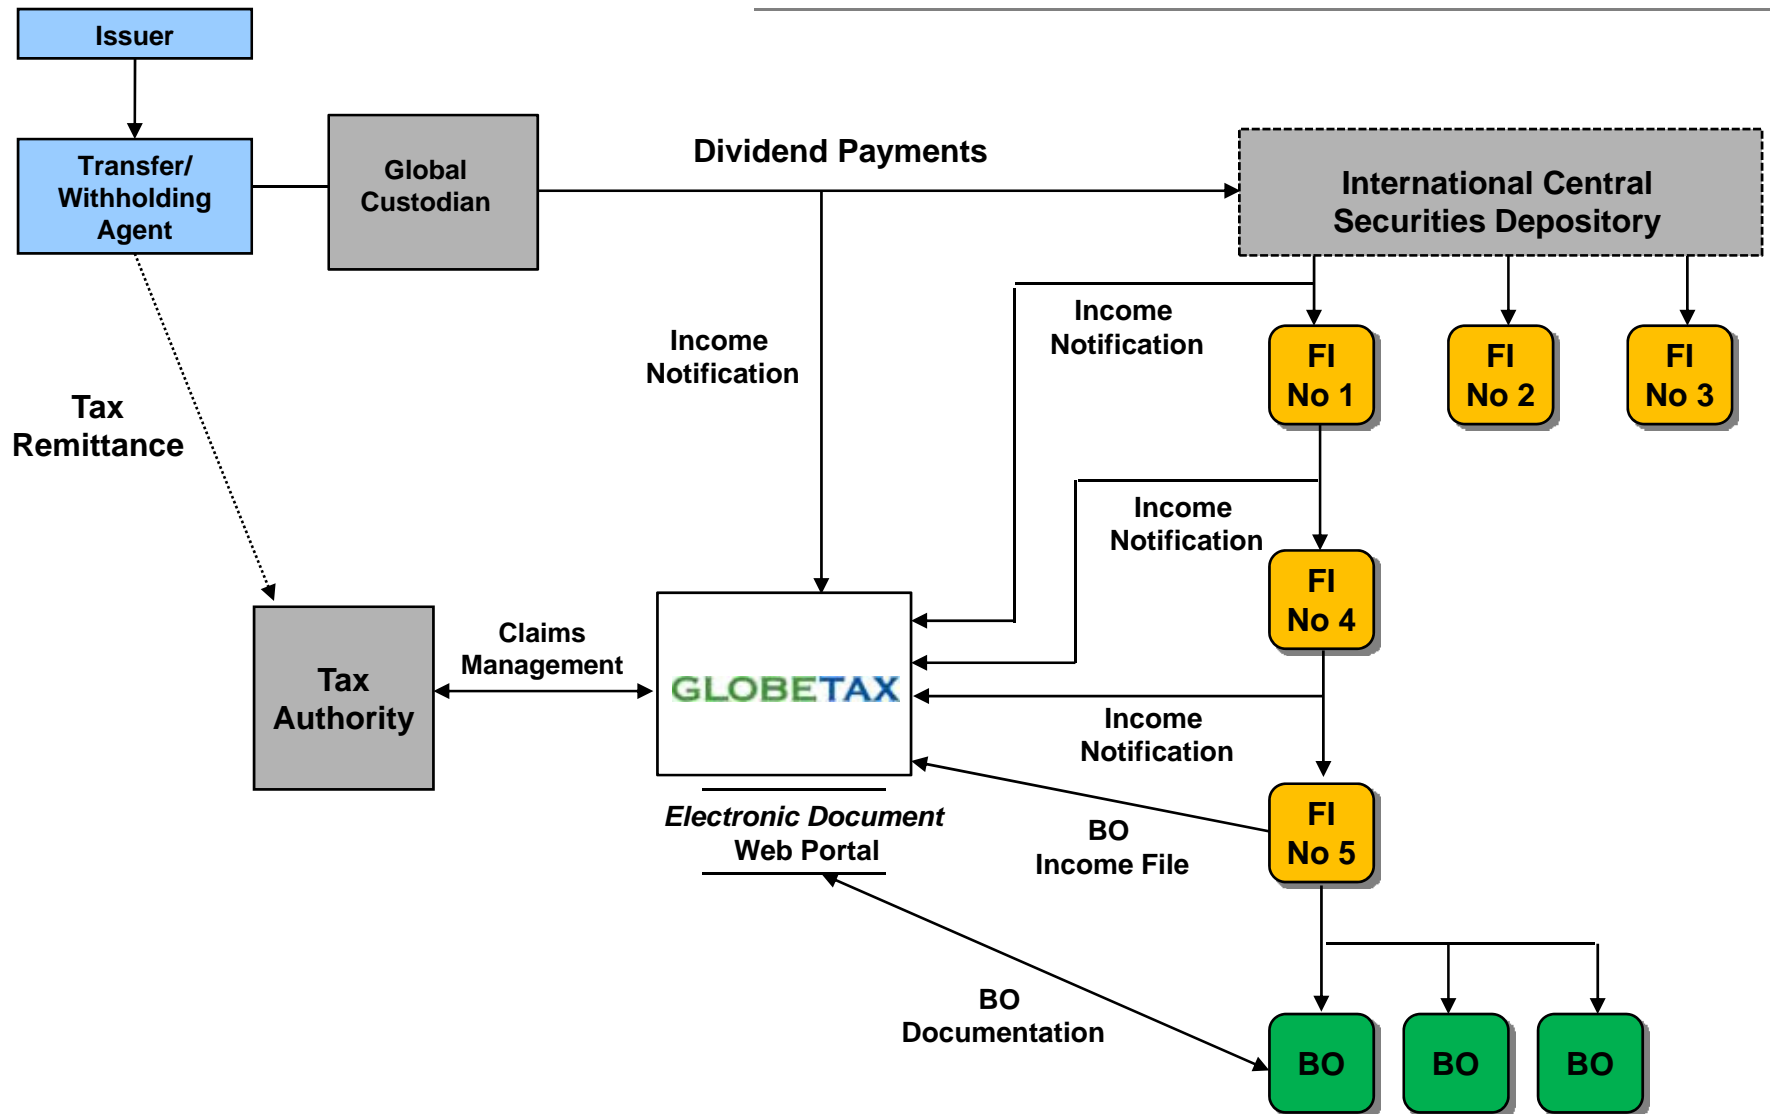 Issuer
Transfer/
Withholding
Agent
Global
Custodian
Dividend Payments
International Central
Securities Depository
Income
Notification
Income
Notification
FI
No 1
FI
No 2
FI
No 3
Tax
Remittance
Income
Notification
FI
No 4
Claims
Management
Tax
Authority
GLOBETAX
Income
Notification
Electronic Document
Web Portal
BO
Income File
FI
No 5
BO
Documentation
BO
BO
BO